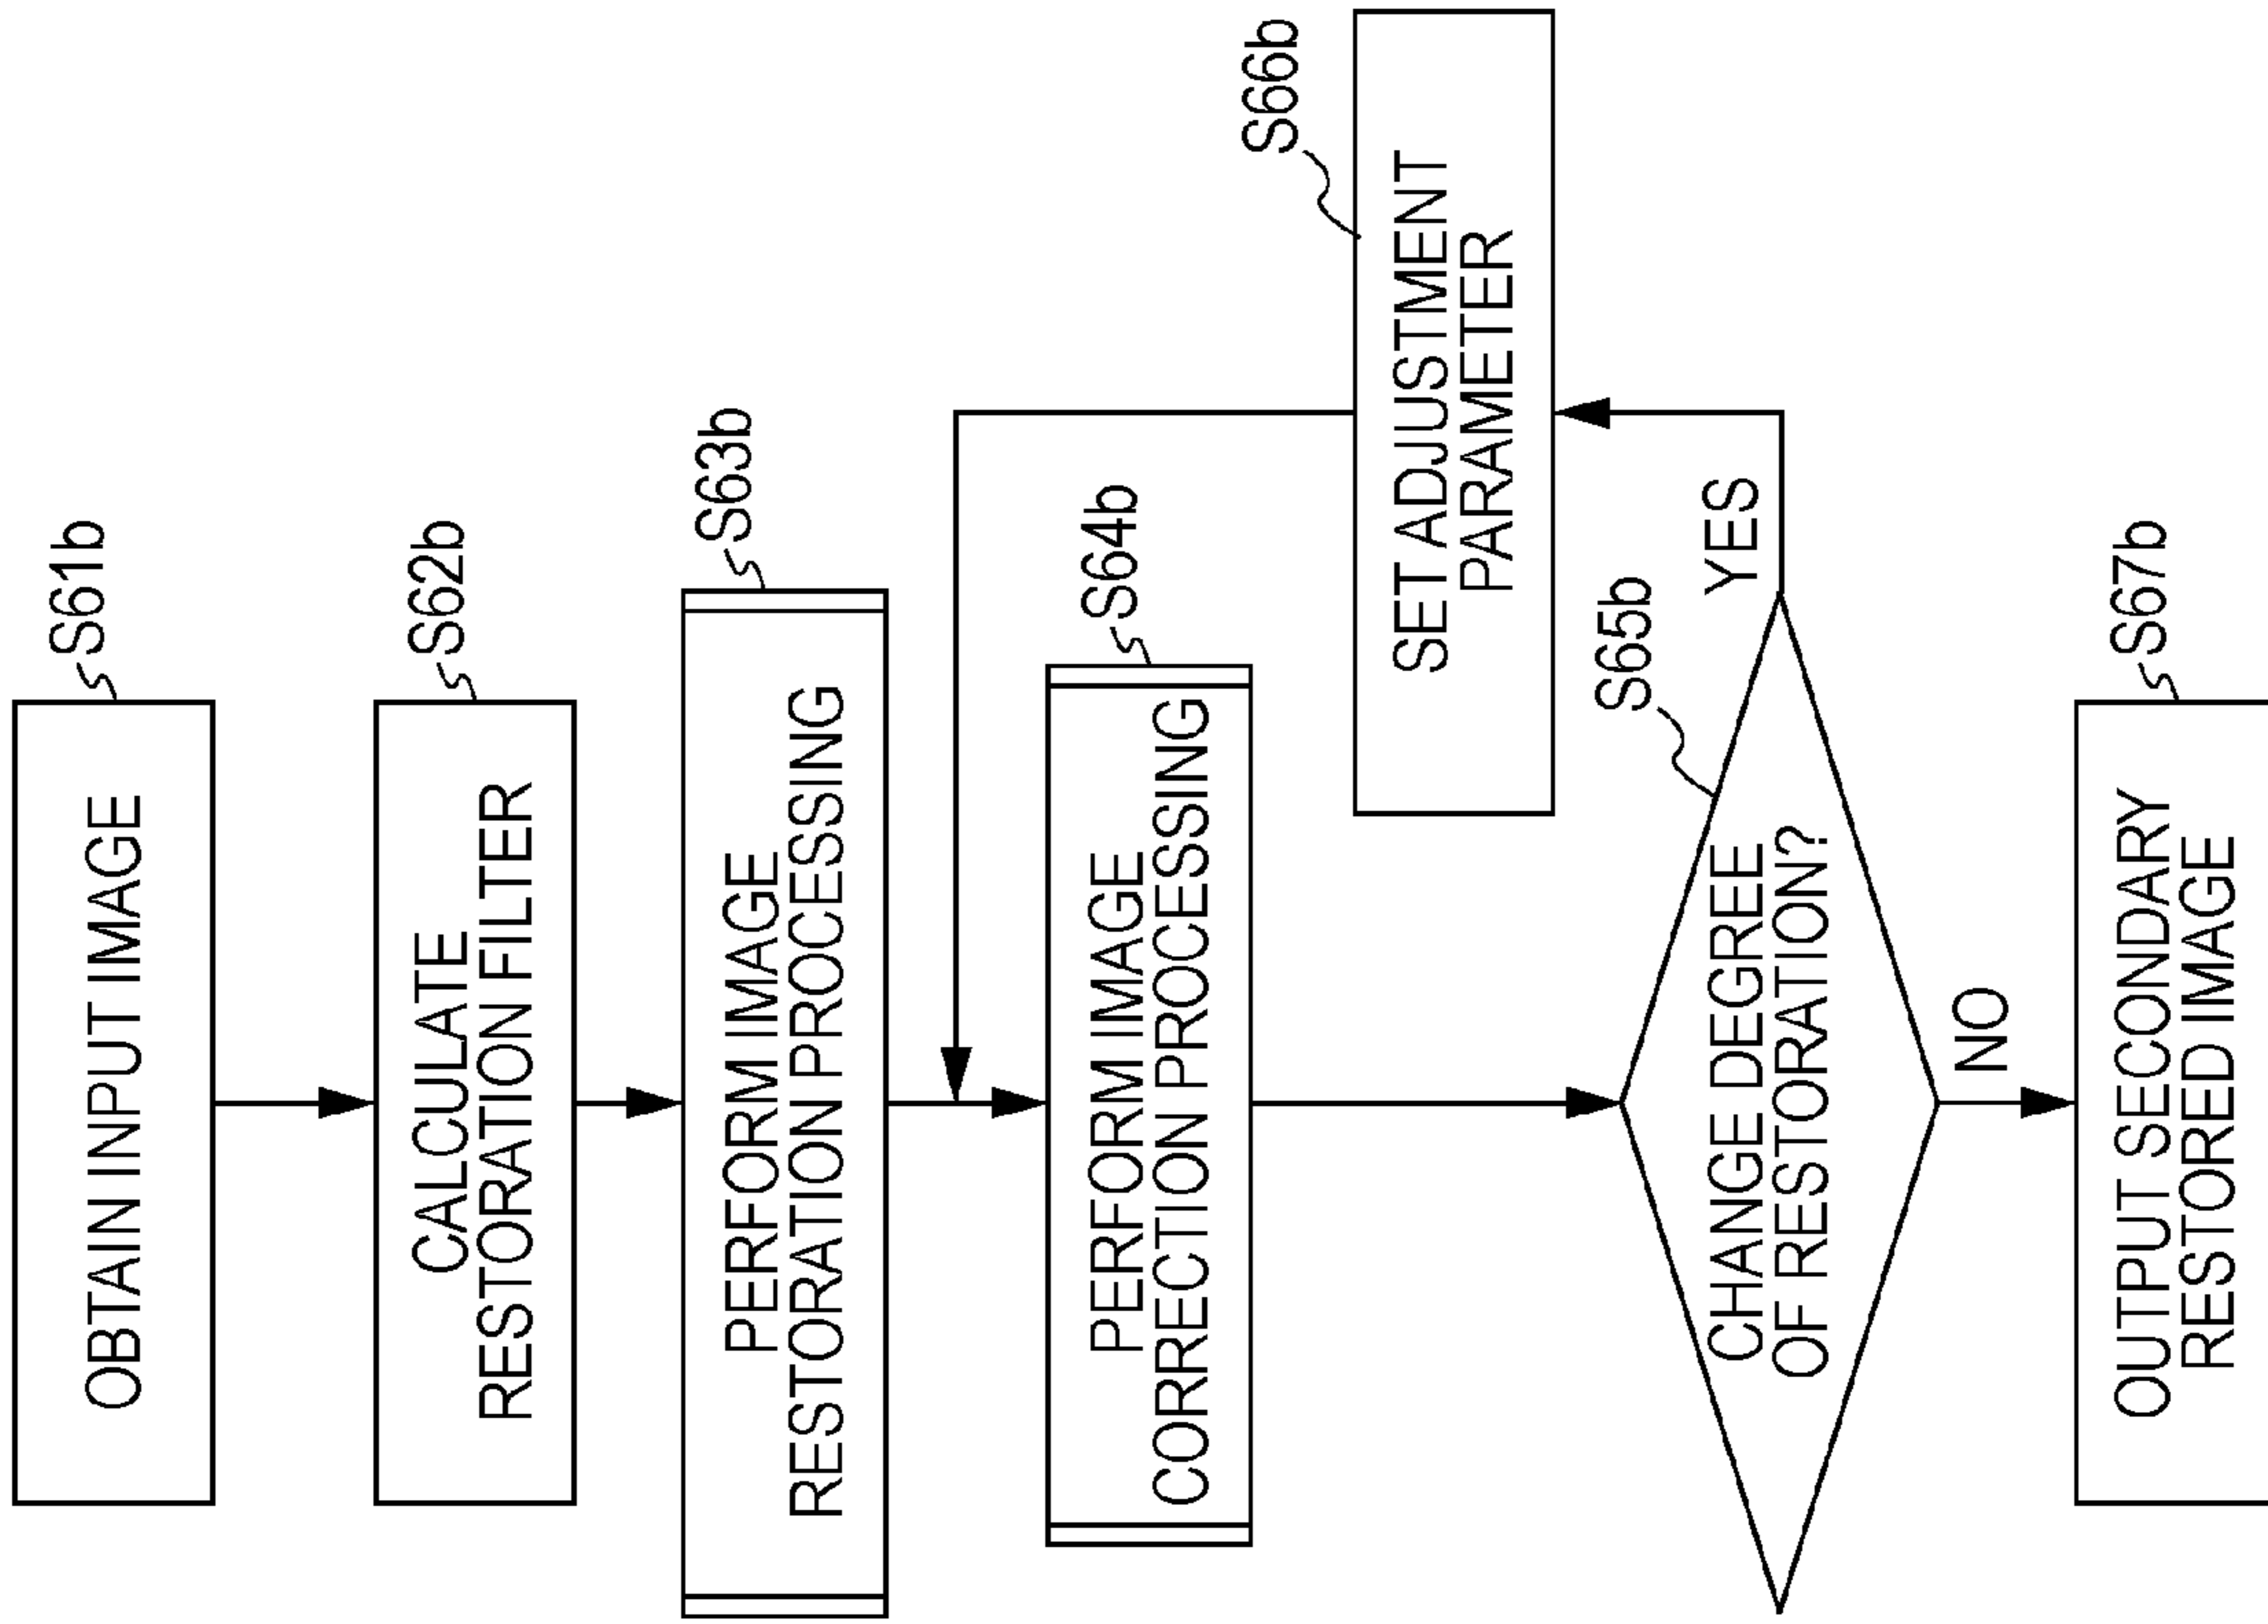 S61b
OBTAIN INPUT IMAGE
S62b
CALCULATE
RESTORATION FILTER
S63b
PERFORM IMAGE
RESTORATION PROCESSING
S64b
PERFORM IMAGE
CORRECTION PROCESSING
S65b
CHANGE DEGREE
OF RESTORATION?
YES
S66b
SET ADJUSTMENT
PARAMETER
NO
S67b
OUTPUT SECONDARY
RESTORED IMAGE